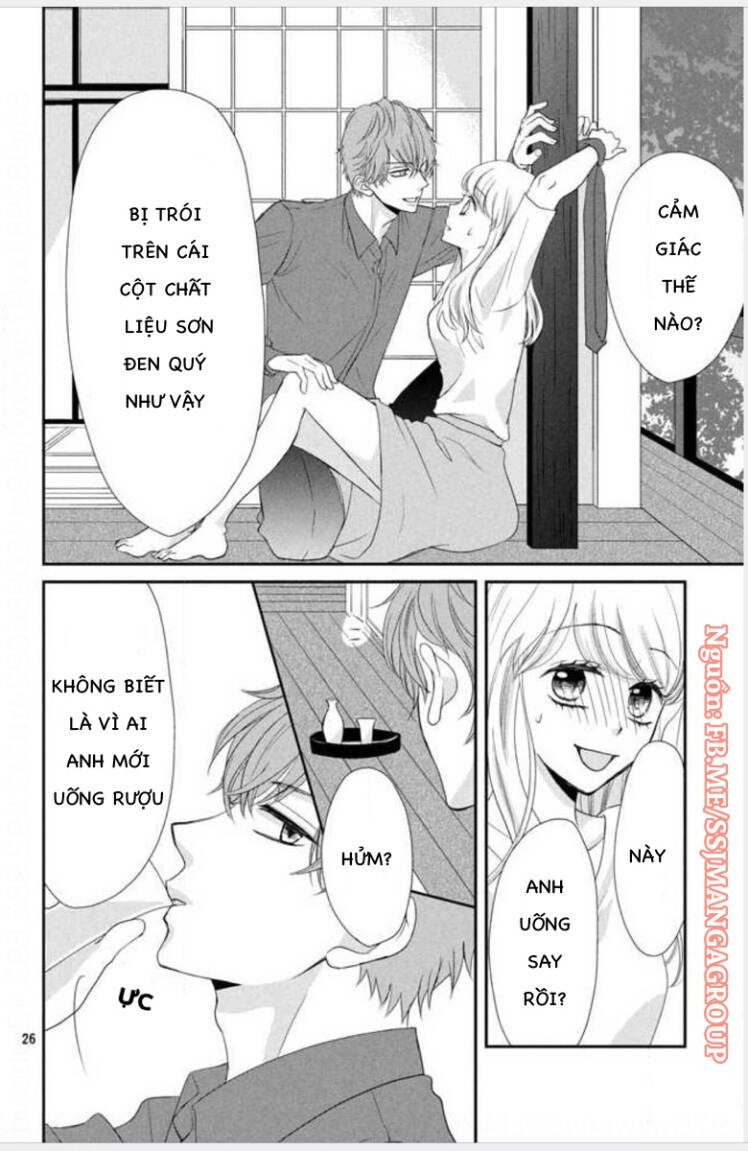 CẢM
GIÁC
THẾ
NÀO?
BỊ TRÓI
TRÊN CÁI
CỘT CHẤT
LIỆU SƠN
ĐEN QUÝ
NHƯ VẬY
NÀY
ANH
UỐNG
SAY
RỒI?
HỬM?
KHÔNG BIẾT
LÀ VÌ AI
ANH MỚI
UỐNG RƯỢU
ỰC
26
Nguồn: FB.ME/SSJMANGAGROUP